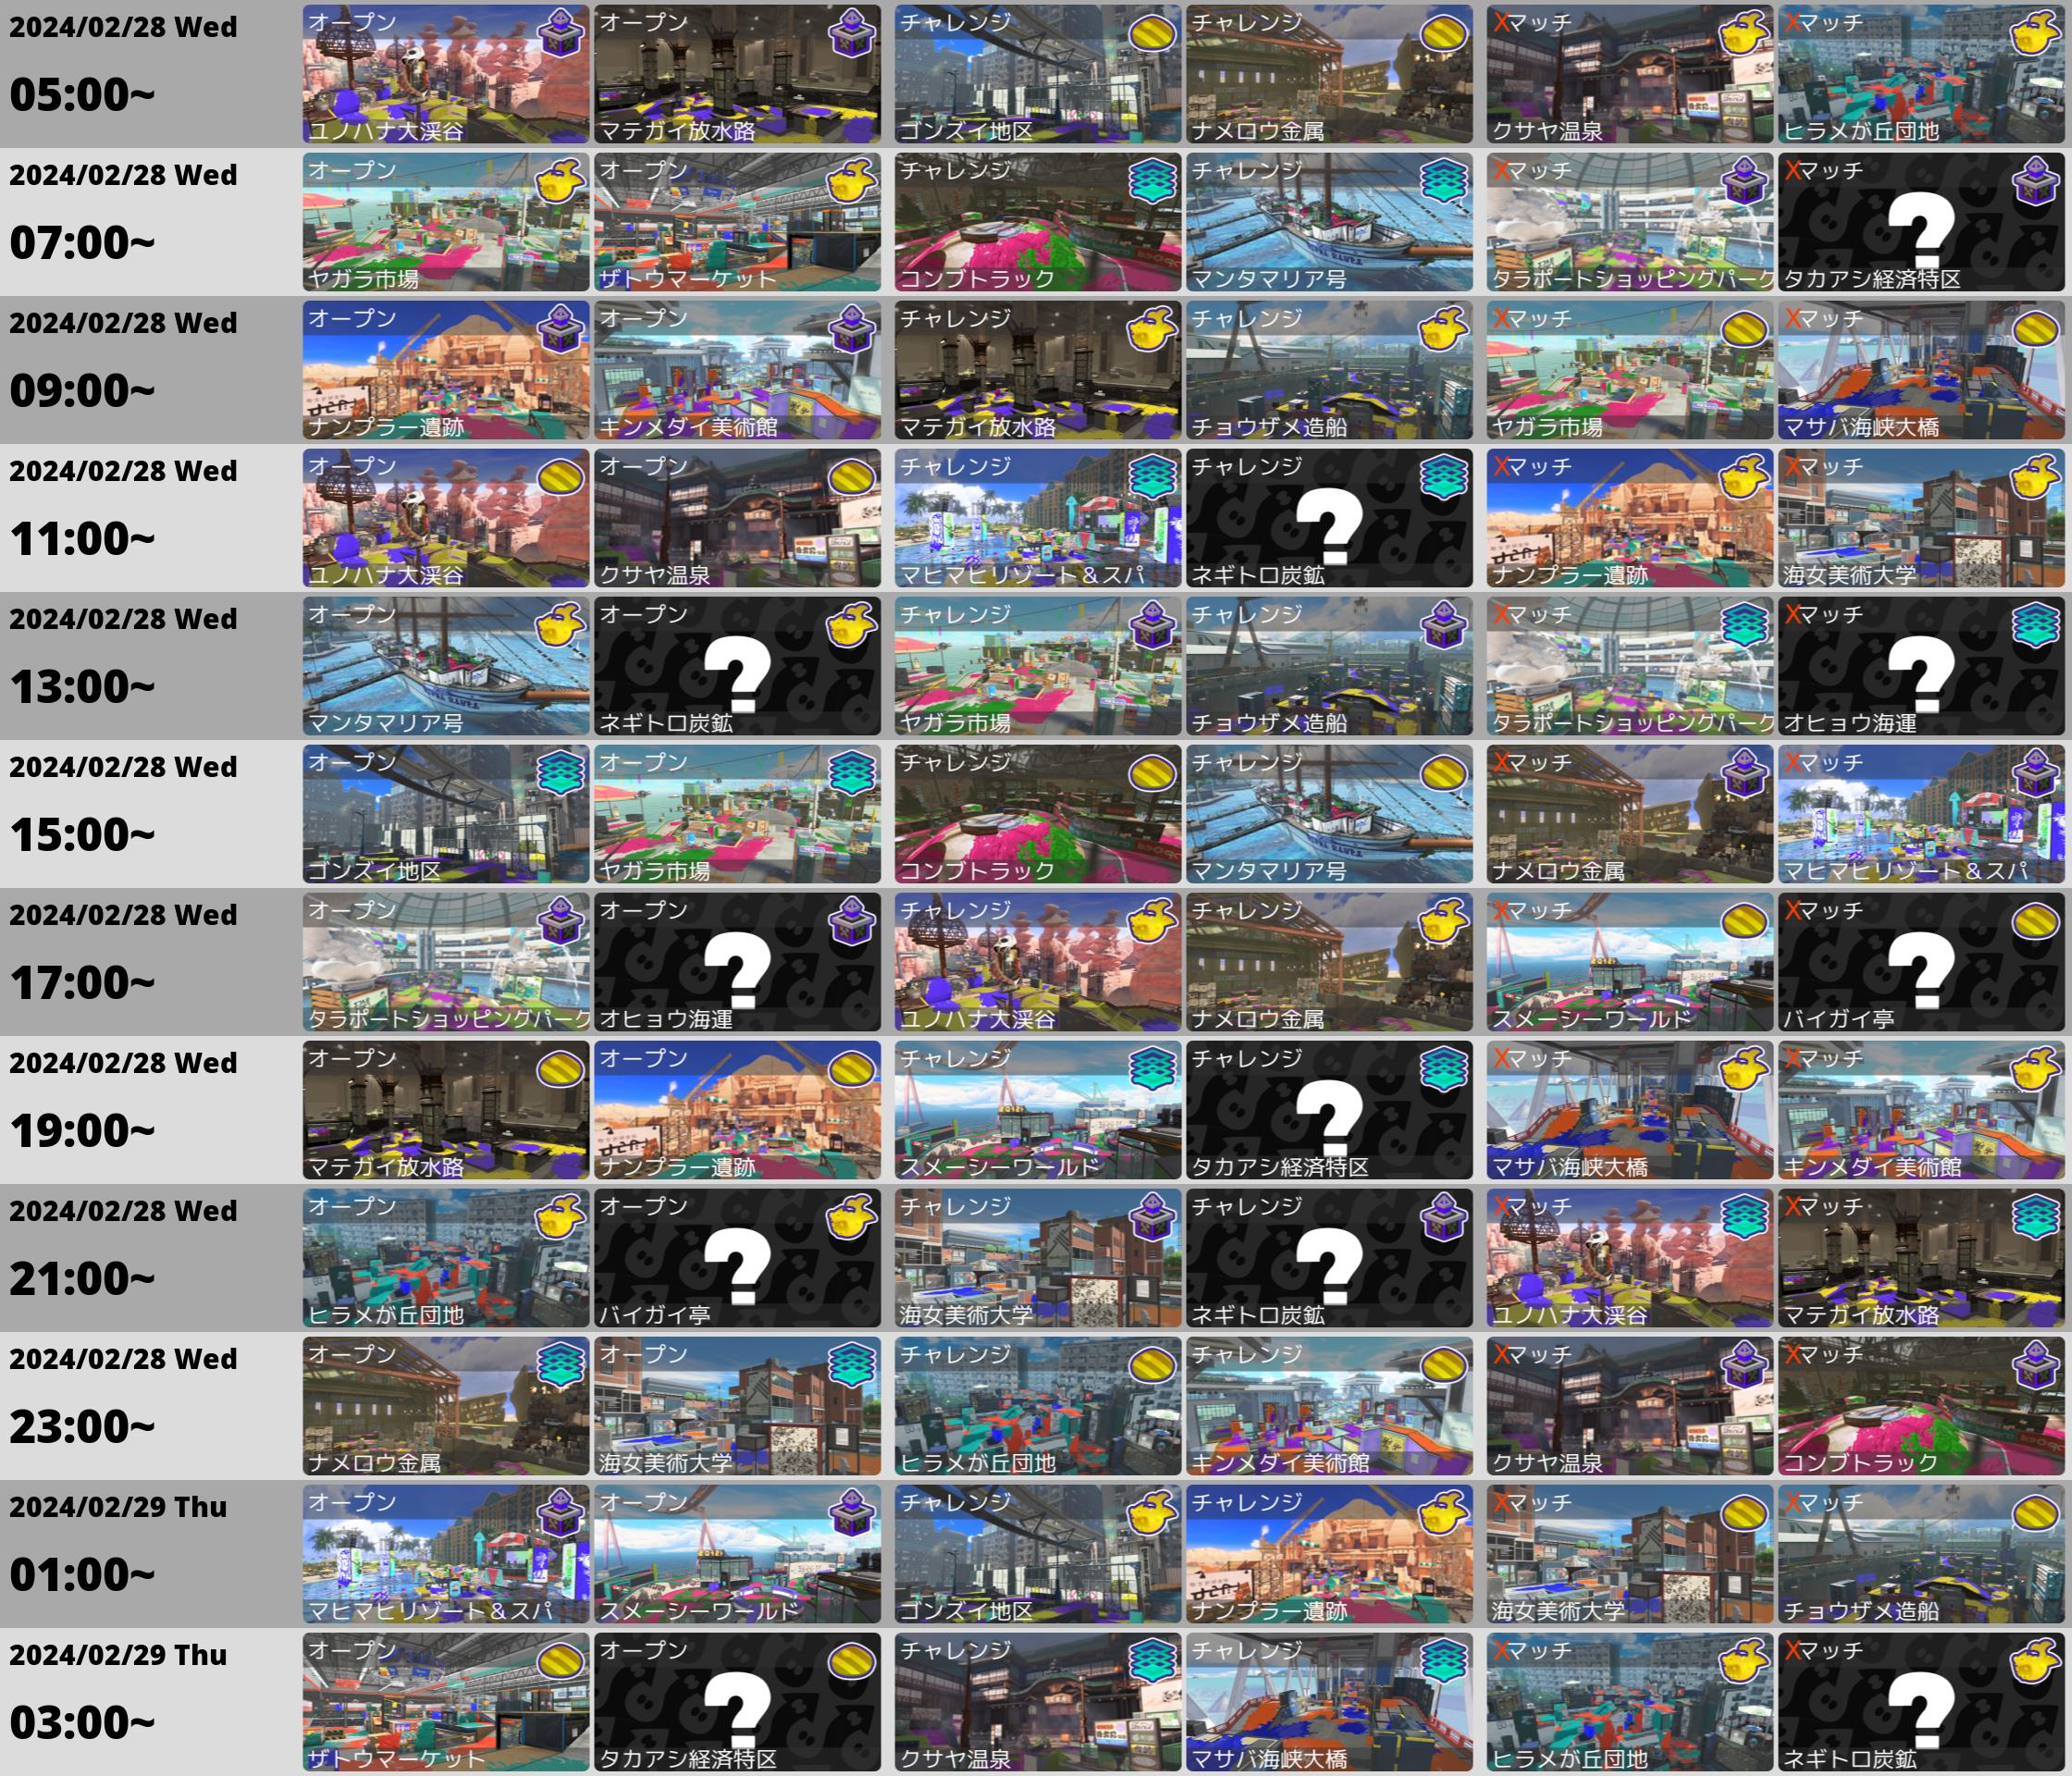 2024/02/28 Wed
05:00~
オープン オープン チャレンジ チャレンジ Xマッチ Xマッチ
ユノハナ大渓谷 マテガイ放水路 ゴンズイ地区 ナメロウ金属 クサヤ温泉 ヒラメが丘団地
2024/02/28 Wed
07:00~
オープン オープン チャレンジ チャレンジ Xマッチ Xマッチ
ヤガラ市場 ザトウマーケット コンブトラック マンタマリア号 タラポートショッピングパーク タカアシ経済特区
2024/02/28 Wed
09:00~
オープン オープン チャレンジ チャレンジ Xマッチ Xマッチ
ナンプラー遺跡 キンメダイ美術館 マテガイ放水路 チョウザメ造船 ヤガラ市場 マサバ海峡大橋
2024/02/28 Wed
11:00~
オープン オープン チャレンジ チャレンジ Xマッチ Xマッチ
ユノハナ大渓谷 クサヤ温泉 マヒマヒリゾート＆スパ ネギトロ炭鉱 ナンプラー遺跡 海女美術大学
2024/02/28 Wed
13:00~
オープン オープン チャレンジ チャレンジ Xマッチ Xマッチ
マンタマリア号 ネギトロ炭鉱 ヤガラ市場 チョウザメ造船 タラポートショッピングパーク オヒョウ海運
2024/02/28 Wed
15:00~
オープン オープン チャレンジ チャレンジ Xマッチ Xマッチ
ゴンズイ地区 ヤガラ市場 コンブトラック マンタマリア号 ナメロウ金属 マヒマヒリゾート＆スパ
2024/02/28 Wed
17:00~
オープン オープン チャレンジ チャレンジ Xマッチ Xマッチ
タラポートショッピングパーク オヒョウ海運 ユノハナ大渓谷 ナメロウ金属 スメーシーワールド バイガイ亭
2024/02/28 Wed
19:00~
オープン オープン チャレンジ チャレンジ Xマッチ Xマッチ
マテガイ放水路 ナンプラー遺跡 スメーシーワールド タカアシ経済特区 マサバ海峡大橋 キンメダイ美術館
2024/02/28 Wed
21:00~
オープン オープン チャレンジ チャレンジ Xマッチ Xマッチ
ヒラメが丘団地 バイガイ亭 海女美術大学 ネギトロ炭鉱 ユノハナ大渓谷 マテガイ放水路
2024/02/28 Wed
23:00~
オープン オープン チャレンジ チャレンジ Xマッチ Xマッチ
ナメロウ金属 海女美術大学 ヒラメが丘団地 キンメダイ美術館 クサヤ温泉 コンブトラック
2024/02/29 Thu
01:00~
オープン オープン チャレンジ チャレンジ Xマッチ Xマッチ
マヒマヒリゾート＆スパ スメーシーワールド ゴンズイ地区 ナンプラー遺跡 海女美術大学 チョウザメ造船
2024/02/29 Thu
03:00~
オープン オープン チャレンジ チャレンジ Xマッチ Xマッチ
ザトウマーケット タカアシ経済特区 クサヤ温泉 マサバ海峡大橋 ヒラメが丘団地 ネギトロ炭鉱